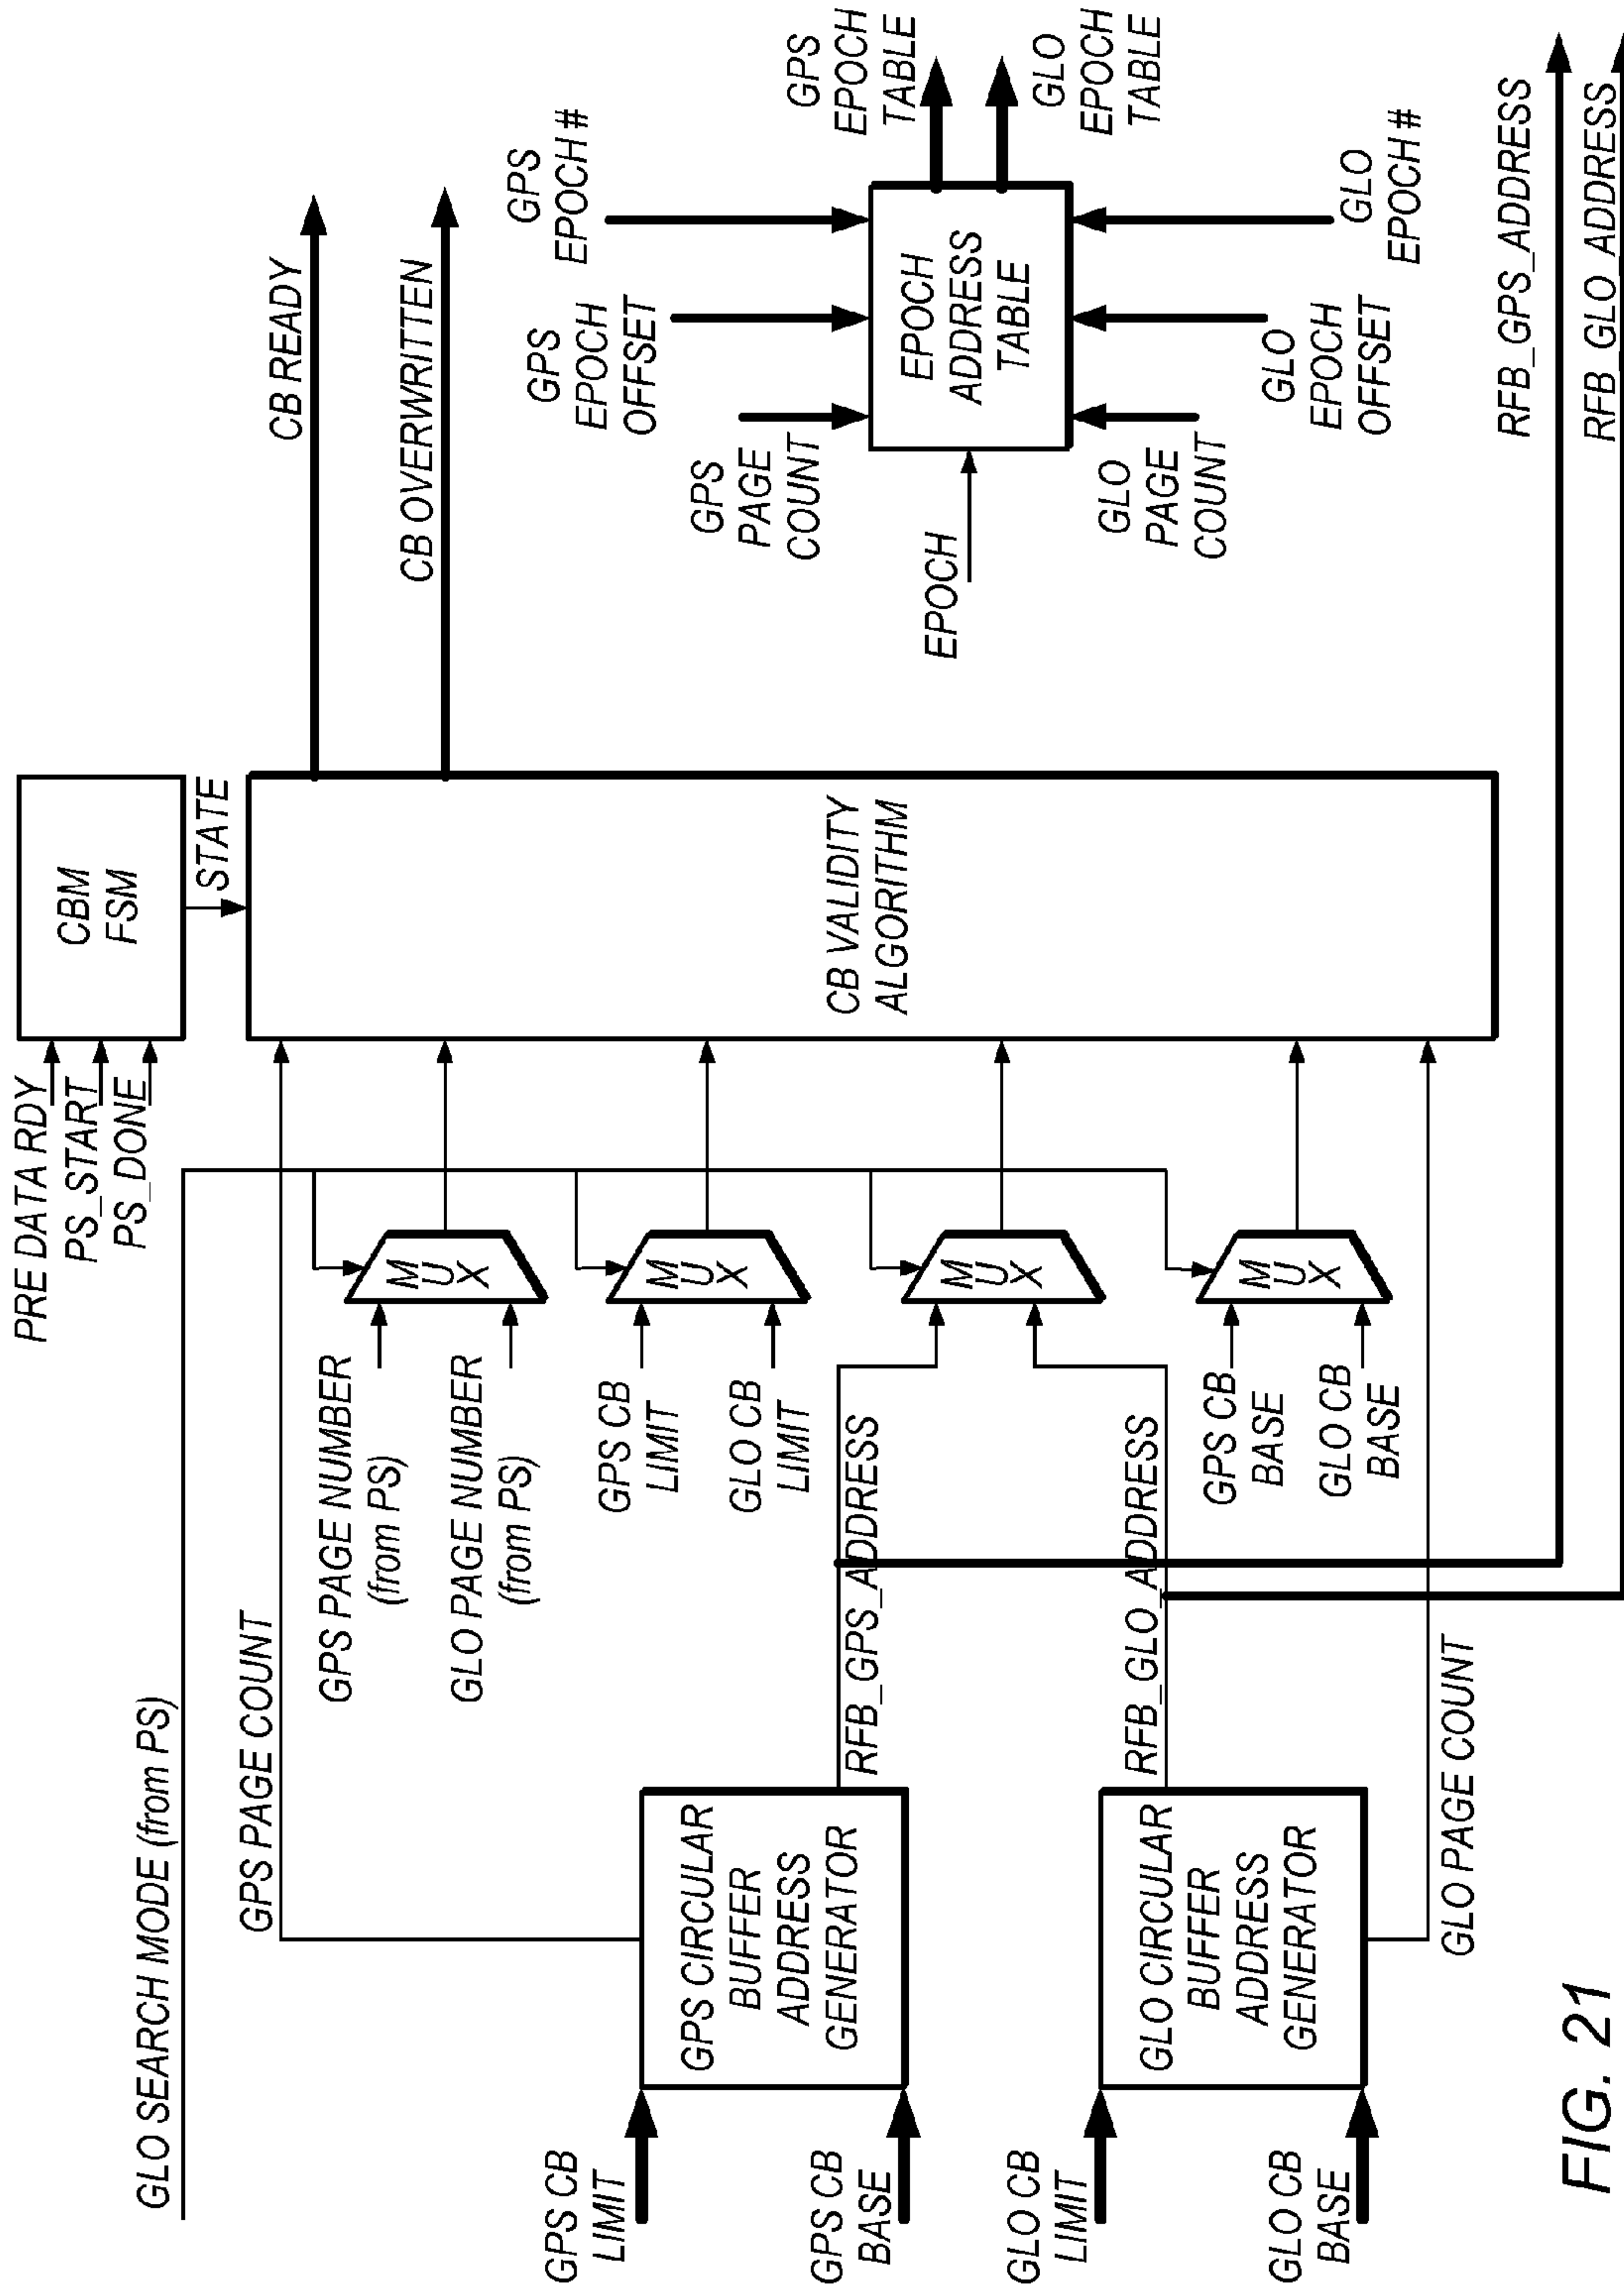 PRE DATA RDY
PS_START
PS_DONE
CBM
FSM
STATE
GLO SEARCH MODE (from PS)
GPS PAGE COUNT
CB READY
CB OVERWRITTEN
GPS PAGE NUMBER
(from PS)
GLO PAGE NUMBER
(from PS)
MUX
GPS CB
LIMIT
GLO CB
LIMIT
MUX
CB VALIDITY
ALGORITHM
GPS CB
LIMIT
GPS CB
BASE
GPS CIRCULAR
BUFFER
ADDRESS
GENERATOR
RFB_GPS_ADDRESS
MUX
GLO CB
LIMIT
GLO CB
BASE
GLO CIRCULAR
BUFFER
ADDRESS
GENERATOR
RFB_GLO_ADDRESS
GPS CB
BASE
GLO CB
BASE
MUX
GLO PAGE COUNT
GPS
PAGE
COUNT
GPS
EPOCH
OFFSET
GPS
EPOCH #
EPOCH
EPOCH
ADDRESS
TABLE
GPS
EPOCH
TABLE
GLO
EPOCH
TABLE
GLO
PAGE
COUNT
GLO
EPOCH
OFFSET
GLO
EPOCH #
RFB_GPS_ADDRESS
RFB_GLO_ADDRESS
FIG. 21